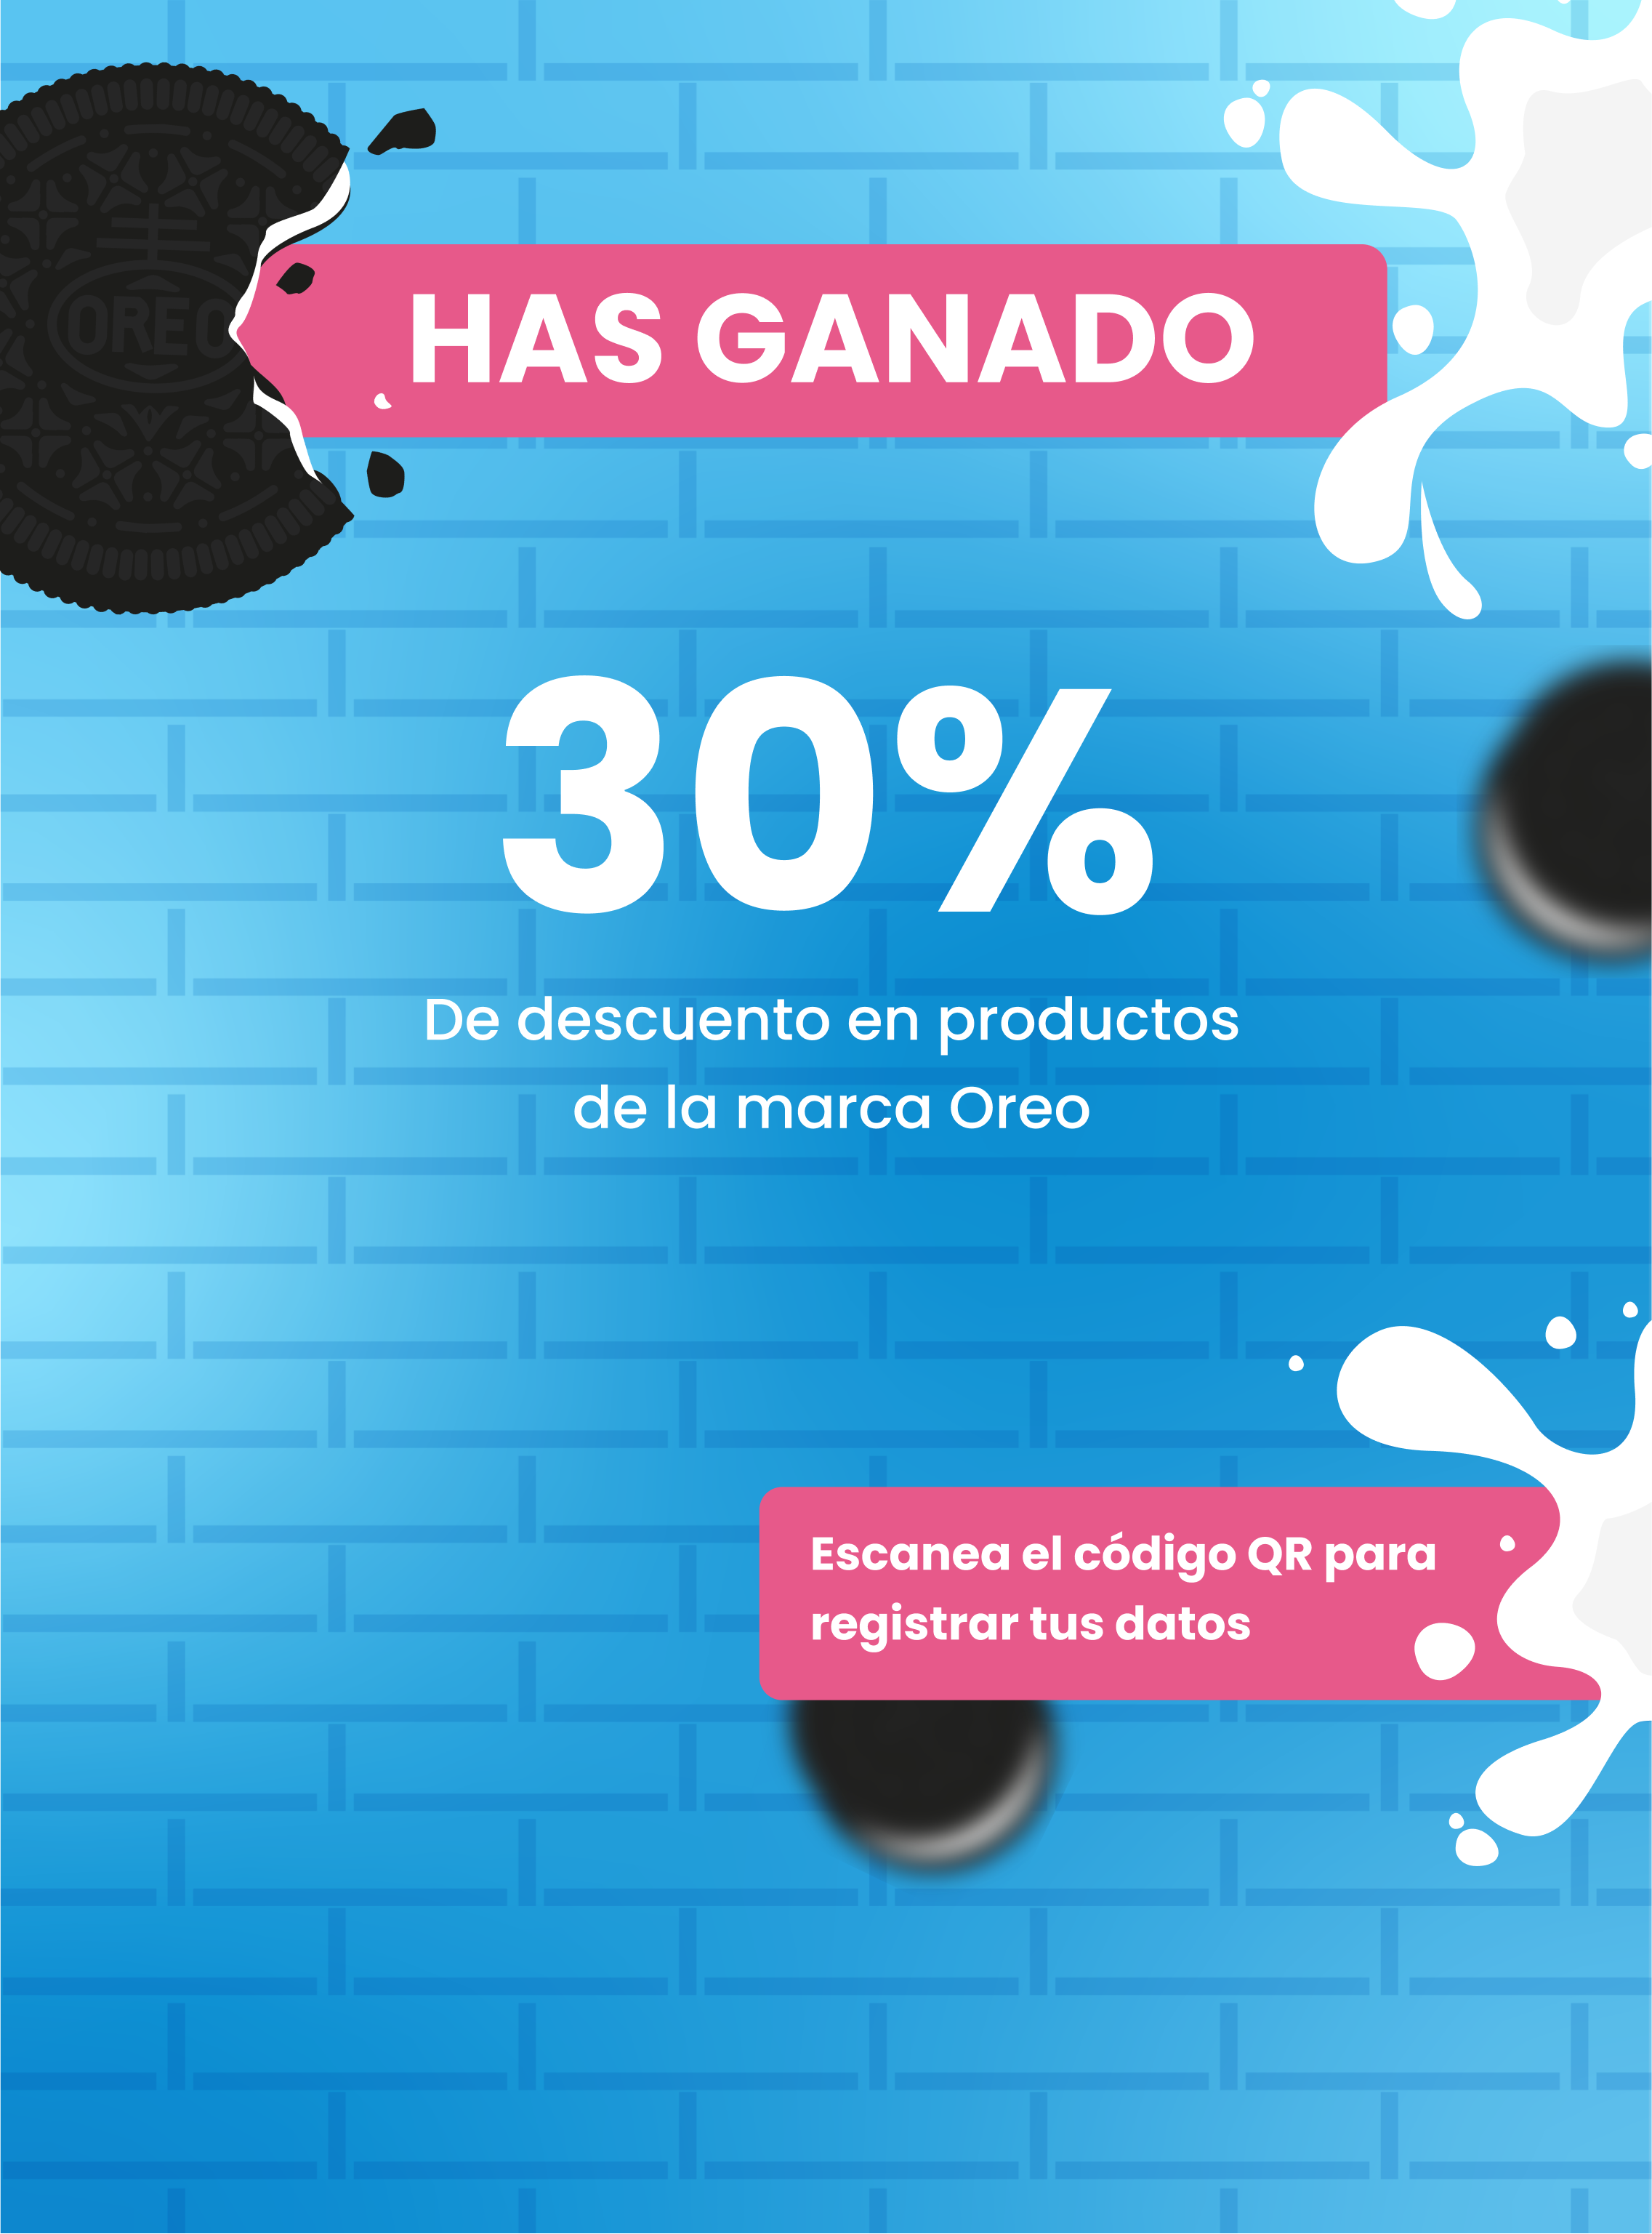 OREO
HAS GANADO
30%
De descuento en productos
de la marca Oreo
Escanea el código QR para
registrar tus datos